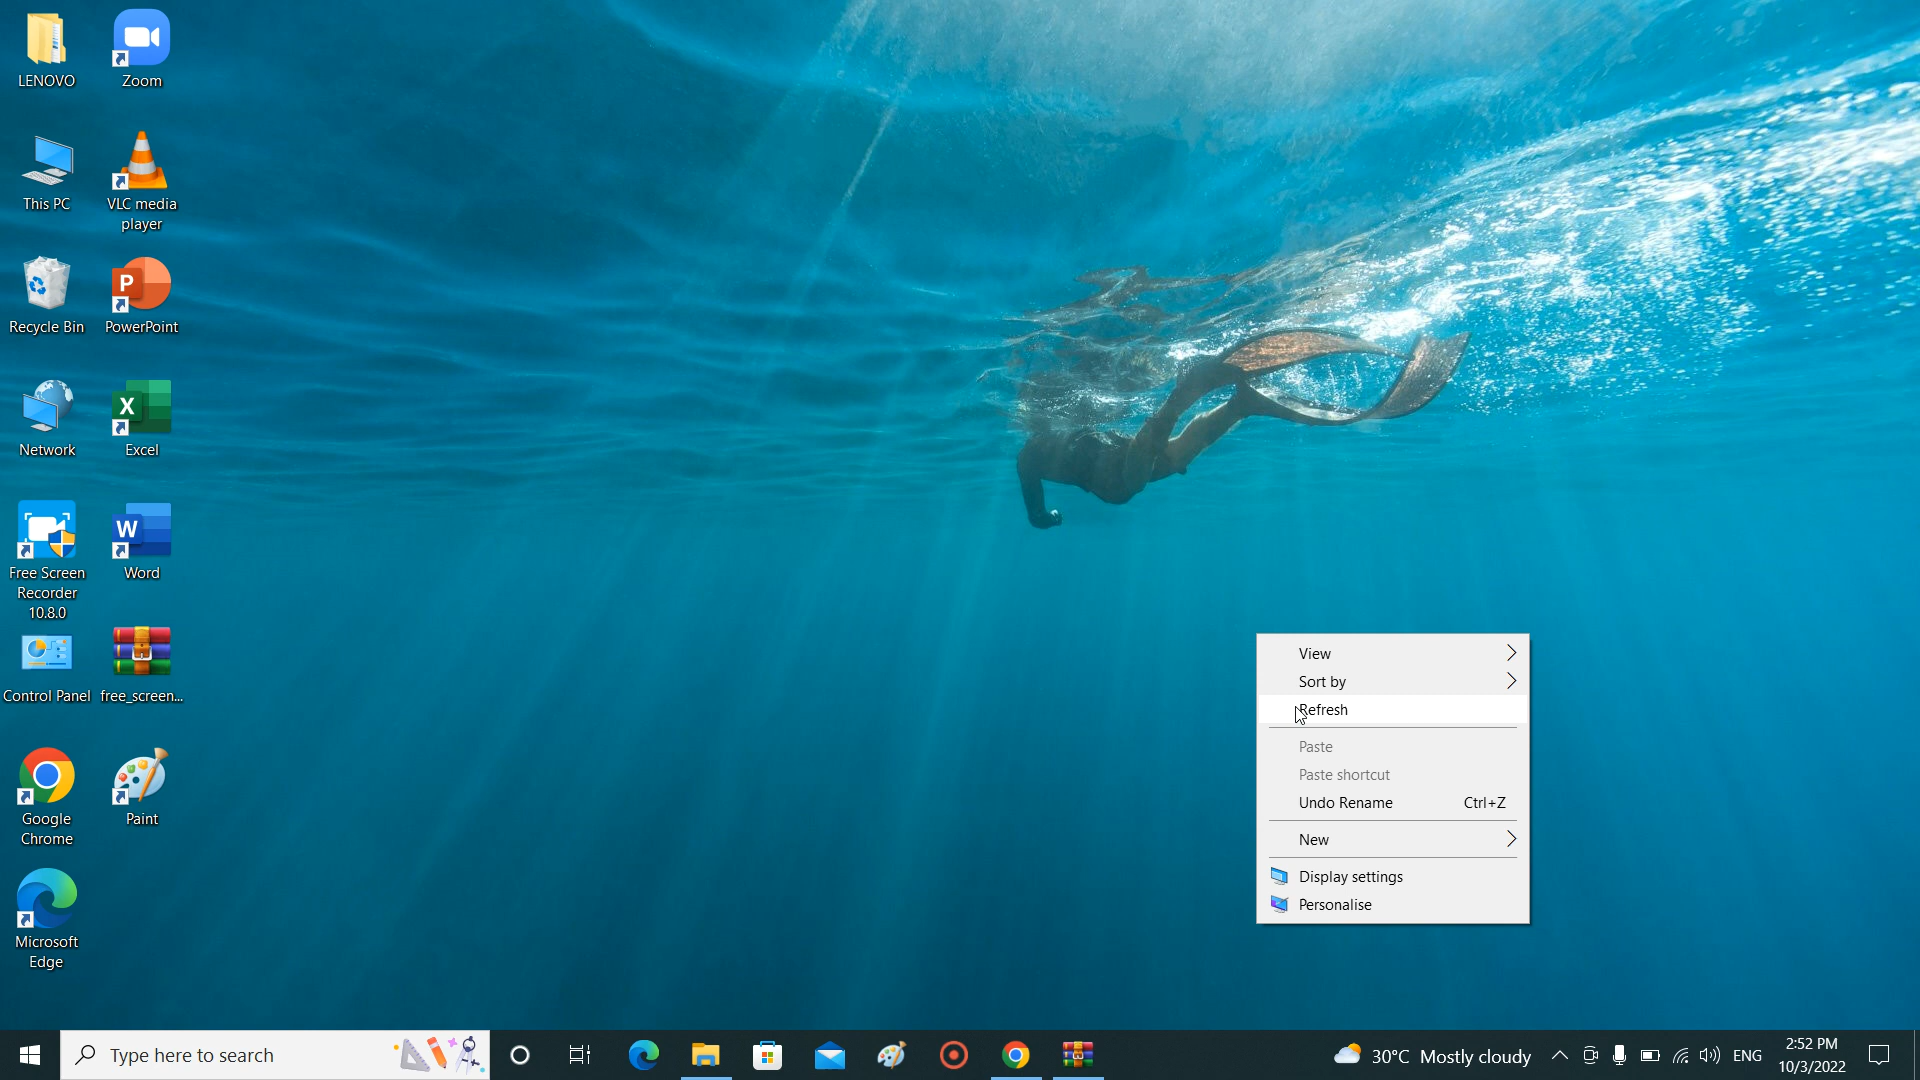 LENOVO
Zoom
This PC
VLC media
player
Recycle Bin
PowerPoint
Network
Excel
Free Screen
Recorder
10.8.0
Word
Control Panel
free_screen...
Google
Chrome
Paint
Microsoft
Edge
View
Sort by
Refresh
Paste
Paste shortcut
Undo Rename Ctrl+Z
New
Display settings
Personalise
Type here to search
30°C Mostly cloudy
ENG
2:52 PM
10/3/2022